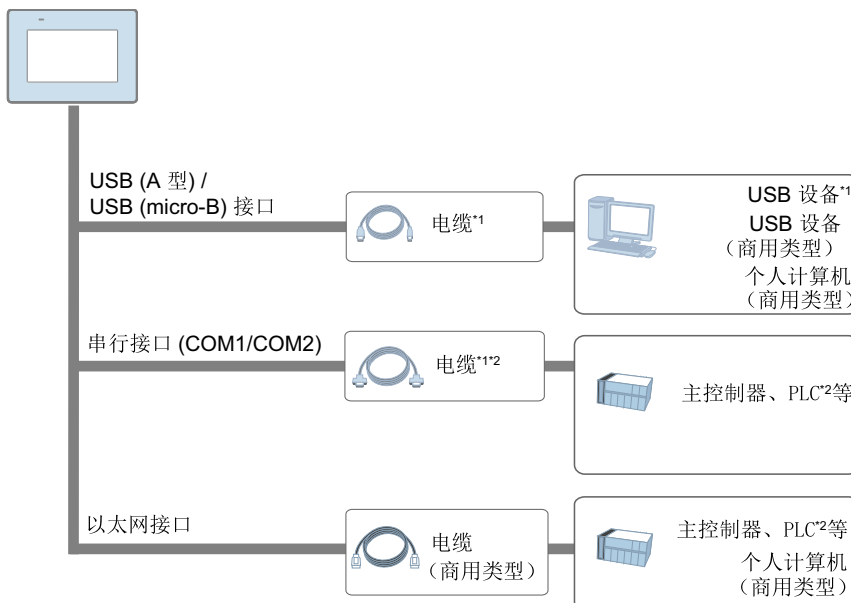 USB (A 型) /
USB (micro-B) 接口
电缆*1
USB 设备*1
USB 设备
（商用类型）
个人计算机
（商用类型）
串行接口 (COM1/COM2)
电缆*1*2
主控制器、PLC*2等
以太网接口
电缆
（商用类型）
主控制器、PLC*2等
个人计算机
（商用类型）